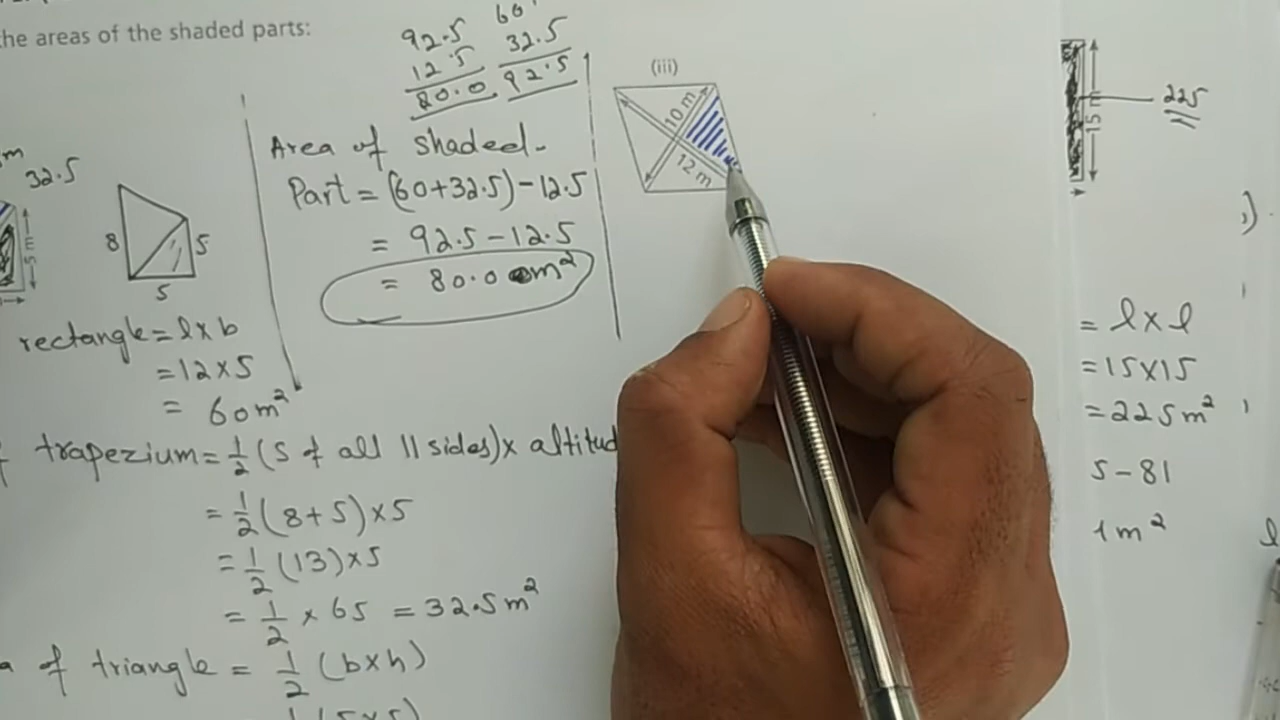 the areas of the shaded parts:
92.5
12.5
80.0
60
32.5
92.5
(iii)
10 m
12 m
Area of shaded
Part = (60+32.5) - 12.5
= 92.5 - 12.5
= 80.0 m²
m
32.5
5 m
8
5
5
rectangle = l x b
= 12 x 5
= 60m²
trapezium = 1/2 (S of all || sides) x altitud
= 1/2 (8+5) x 5
= 1/2 (13) x 5
= 1/2 x 65 = 32.5 m²
of triangle = 1/2 (b x h)
15 m
225
= l x l
= 15 x 15
= 225 m²
5 - 81
1 m²